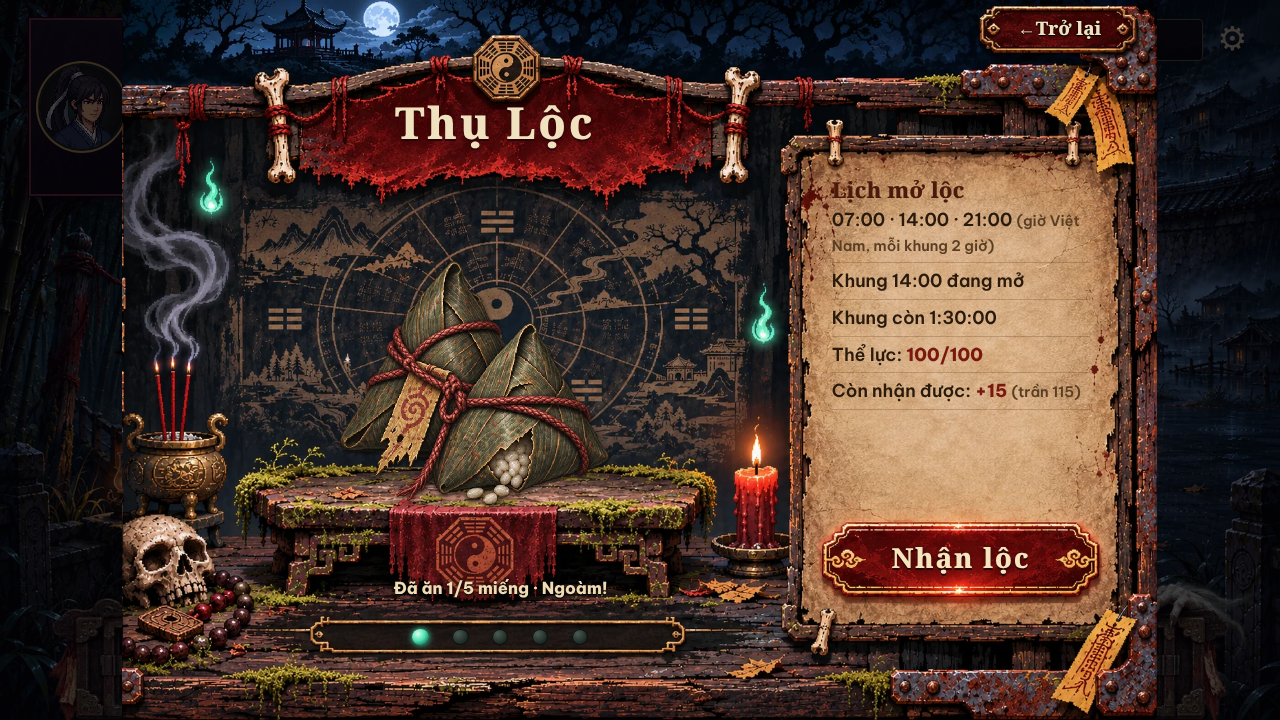 ←Trở lại
Thụ Lộc
Lịch mở lộc
07:00 · 14:00 · 21:00 (giờ Việt
Nam, mỗi khung 2 giờ)
Khung 14:00 đang mở
Khung còn 1:30:00
Thể lực: 100/100
Còn nhận được: +15 (trần 115)
Nhận lộc
Đã ăn 1/5 miếng · Ngoàm!